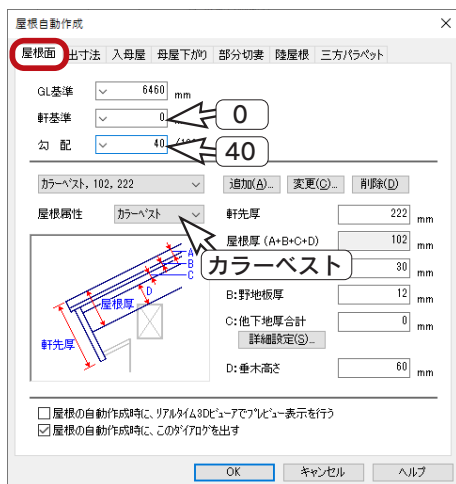 屋根自動作成
屋根面 出寸法 入母屋 母屋下がり 部分切妻 陸屋根 三方パラペット
GL基準 6460 mm
軒基準 0 0
勾 配 40 40
カラーベスト, 102, 222 追加(A)... 変更(C)... 削除(D)
屋根属性 カラーベスト 軒先厚 222 mm
屋根厚 (A+B+C+D) 102 mm
カラーベスト 30 mm
B:野地板厚 12 mm
C:他下地厚合計 0 mm
詳細設定(S)...
D:垂木高さ 60 mm
A
B
C
D
屋根厚
軒先厚
屋根の自動作成時に、リアルタイム3Dビューアでプレビュー表示を行う
屋根の自動作成時に、このダイアログを出す
OK キャンセル ヘルプ